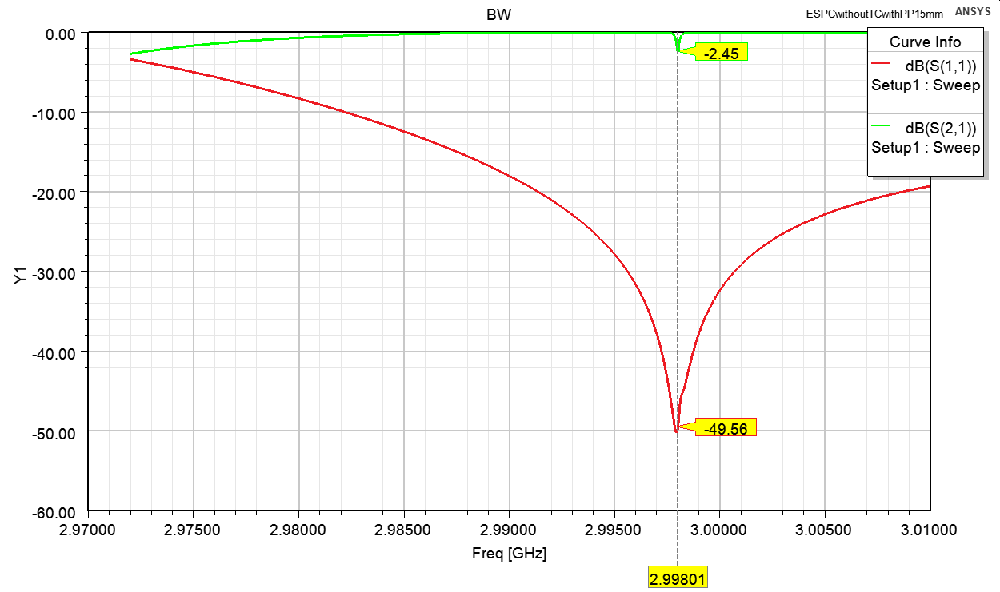 BW
ESPCwithoutTCwithPP15mm
ANSYS
0.00
-10.00
-20.00
-30.00
-40.00
-50.00
-60.00
Y1
-2.45
-49.56
Curve Info
dB(S(1,1))
Setup1 : Sweep
dB(S(2,1))
Setup1 : Sweep
2.97000 2.97500 2.98000 2.98500 2.99000 2.99500 3.00000 3.00500 3.01000
Freq [GHz]
2.99801